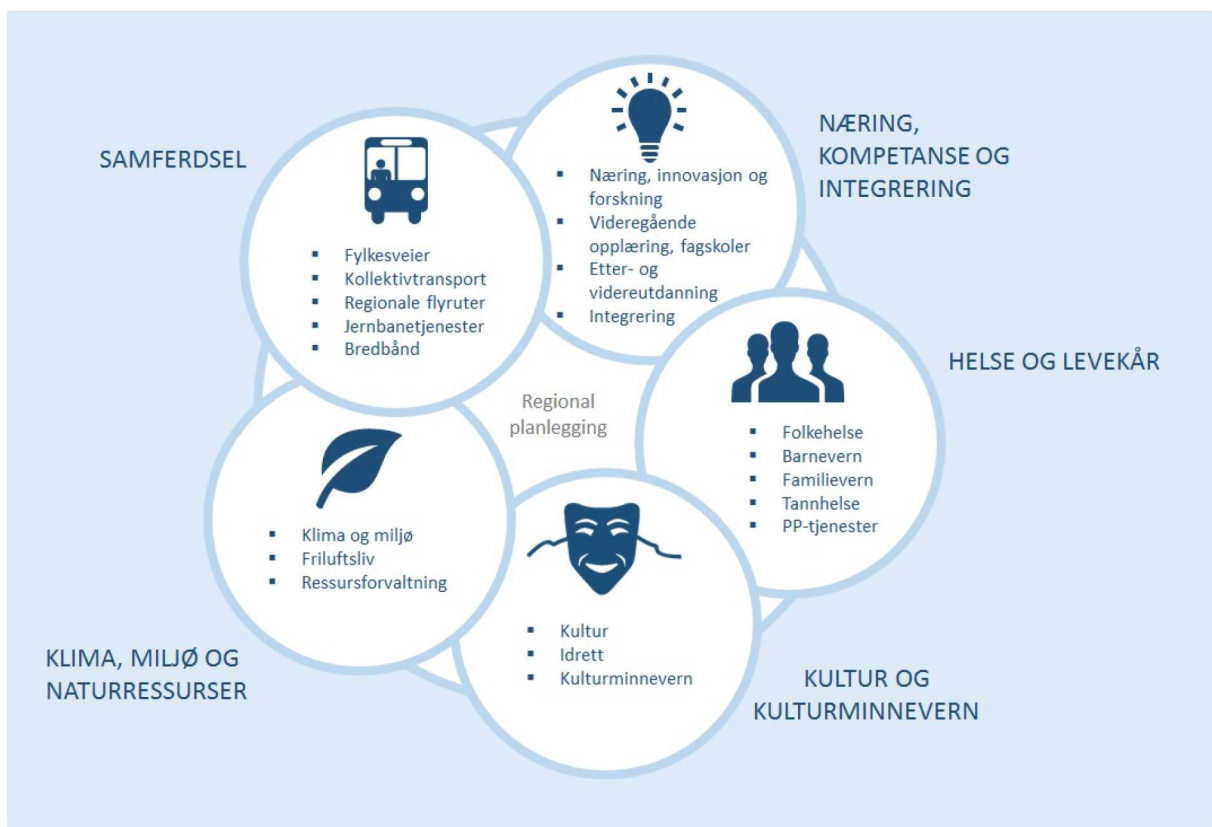 SAMFERDSEL
▪ Fylkesveier
▪ Kollektivtransport
▪ Regionale flyruter
▪ Jernbanetjenester
▪ Bredbånd
NÆRING,
KOMPETANSE OG
INTEGRERING
▪ Næring, innovasjon og
forskning
▪ Videregående
opplæring, fagskoler
▪ Etter- og
videreutdanning
▪ Integrering
HELSE OG LEVEKÅR
▪ Folkehelse
▪ Barnevern
▪ Familievern
▪ Tannhelse
▪ PP-tjenester
Regional
planlegging
KLIMA, MILJØ OG
NATURRESSURSER
▪ Klima og miljø
▪ Friluftsliv
▪ Ressursforvaltning
KULTUR OG
KULTURMINNEVERN
▪ Kultur
▪ Idrett
▪ Kulturminnevern